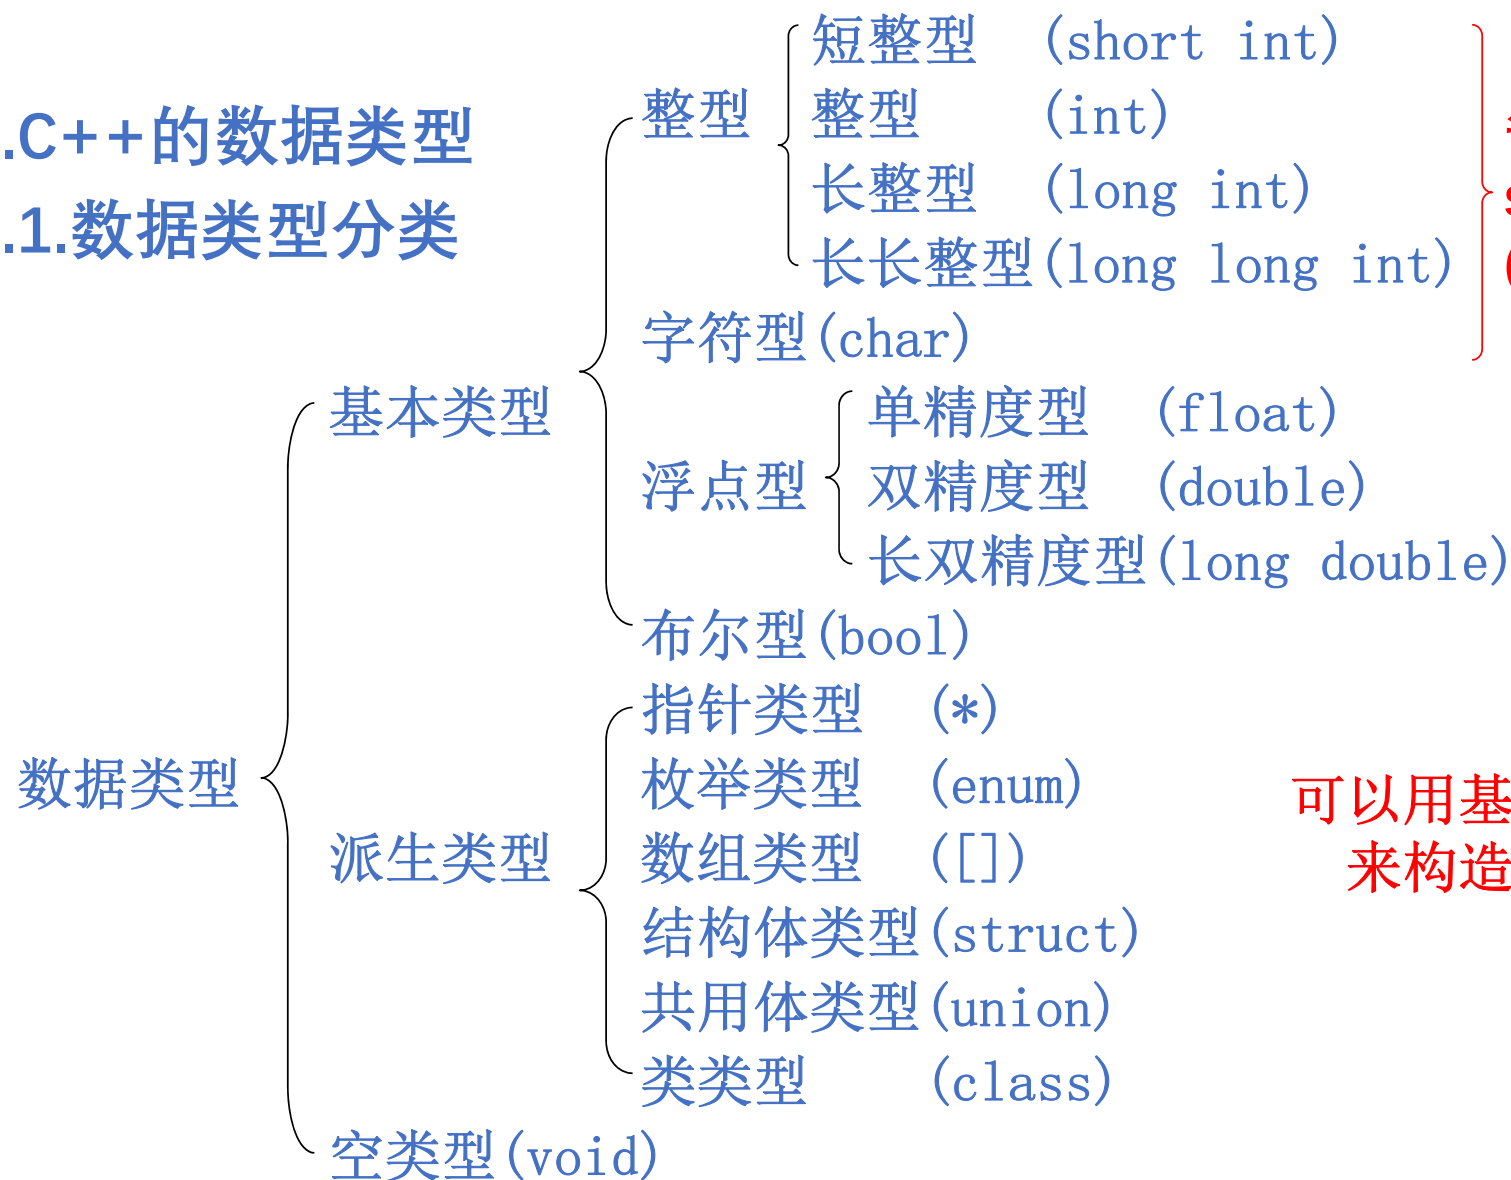 .C++的数据类型
.1.数据类型分类
整型
短整型 (short int)
整型 (int)
长整型 (long int)
长长整型(long long int)
字符型(char)
基本类型
浮点型
单精度型 (float)
双精度型 (double)
长双精度型(long double)
布尔型(bool)
数据类型
派生类型
指针类型 (*)
枚举类型 (enum)
数组类型 ([])
结构体类型(struct)
共用体类型(union)
类类型 (class)
空类型(void)
可以用基
来构造